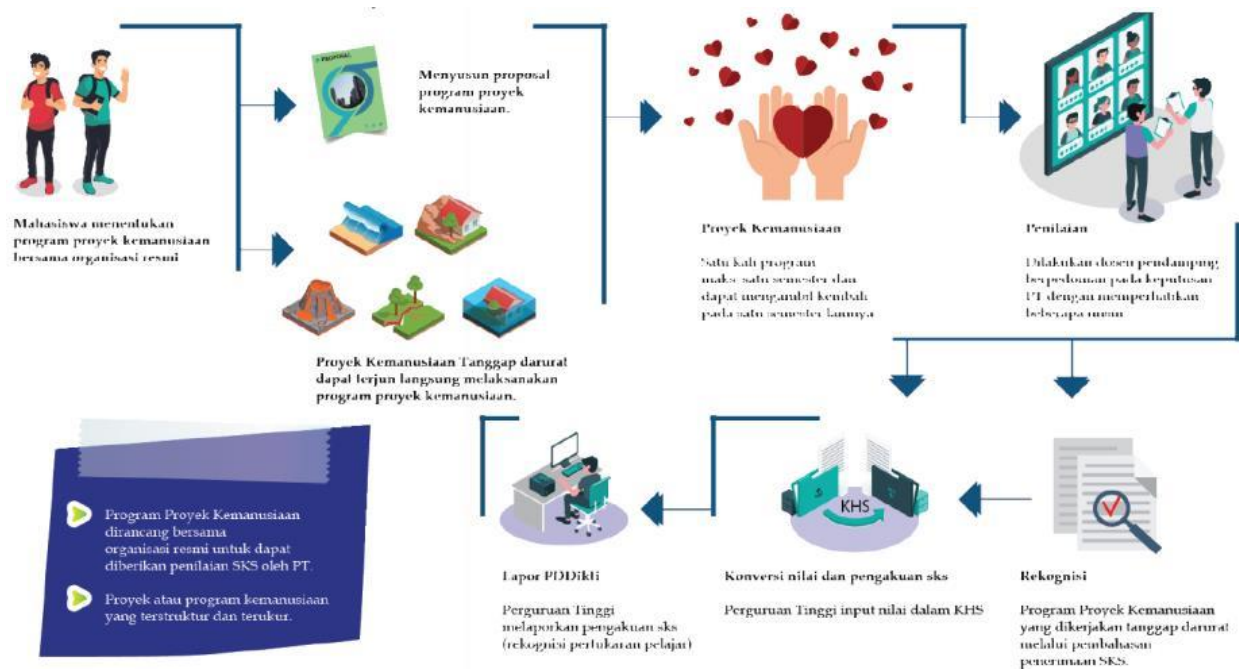 PROPOSAL
Menyusun proposal
program proyek
kemanusiaan.
Mahasiswa menentukan
program proyek kemanusiaan
bersama organisasi resmi
Proyek Kemanusiaan Tanggap darurat
dapat terjun langsung melaksanakan
program proyek kemanusiaan.
Proyek Kemanusiaan
Satu kali program
maks satu semester dan
dapat mengambil kembali
pada satu semester lainnya
Penilaian
Dilakukan dosen pendamping
berpedoman pada keputusan
PT dengan memperhatikan
beberapa
Rekognisi
Program Proyek Kemanusiaan
yang dikerjakan tanggap darurat
melalui pembahasan
penerimaan SKS.
KHS
Konversi nilai dan pengakuan sks
Perguruan Tinggi input nilai dalam KHS
Lapor PDDikti
Perguruan Tinggi
melaporkan pengakuan sks
(rekognisi pertukaran pelajar)
Program Proyek Kemanusiaan
dirancang bersama
organisasi resmi untuk dapat
diberikan penilaian SKS oleh PT.
Proyek atau program kemanusiaan
yang terstruktur dan terukur.